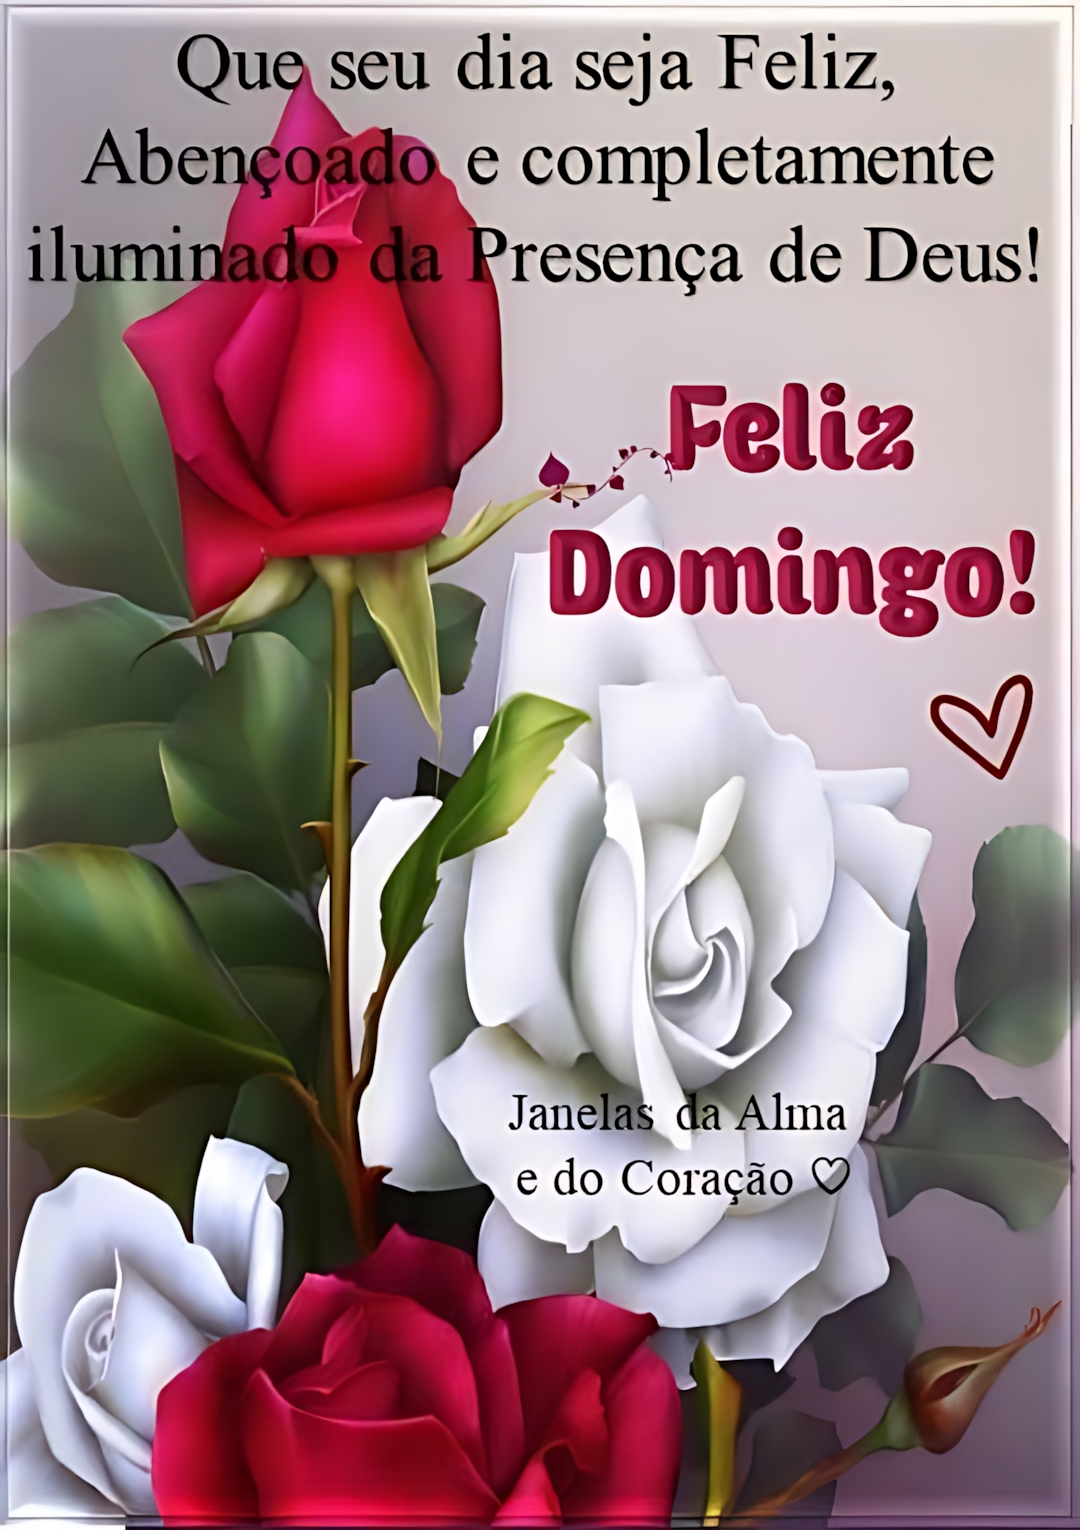 Que seu dia seja Feliz,
Abençoado e completamente
iluminado da Presença de Deus!
Feliz
Domingo!
Janelas da Alma
e do Coração ♡